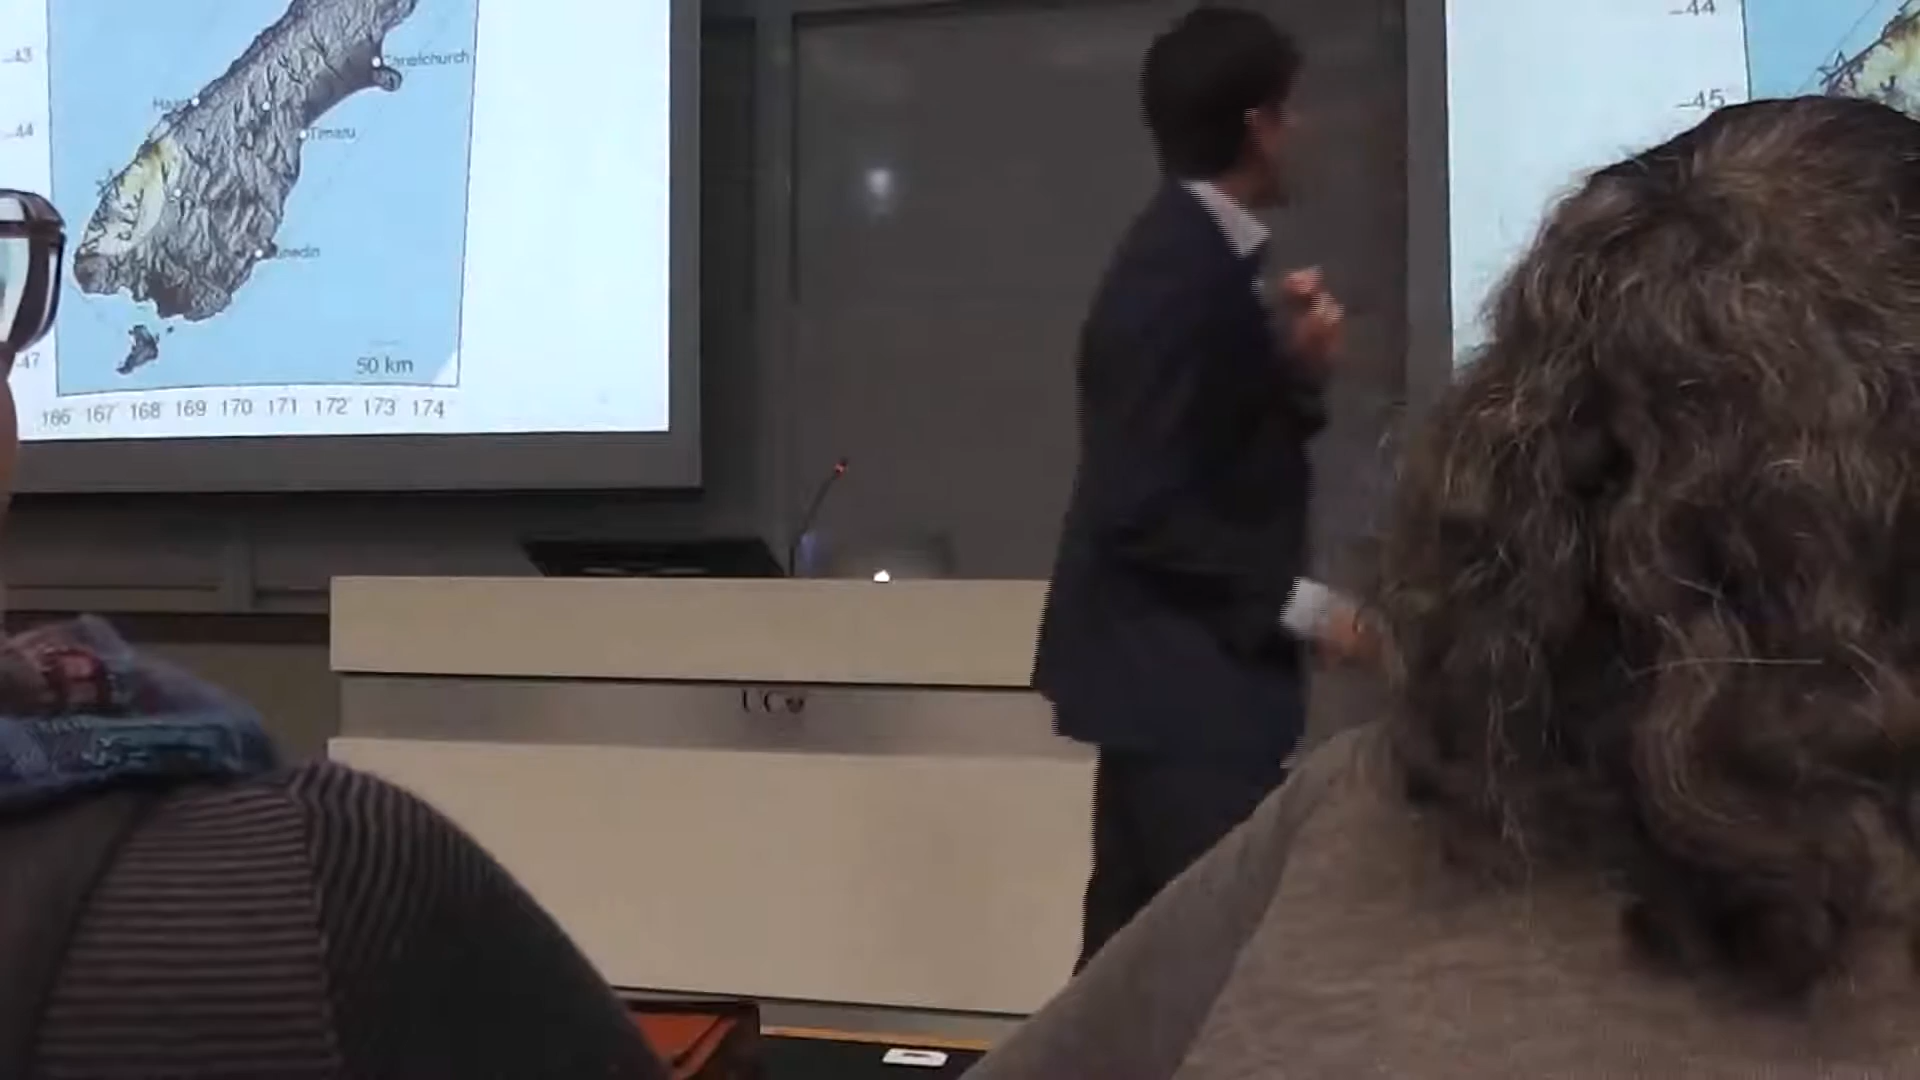 -43
Christchurch
Haast
-44
Timaru
Dunedin
-47
50 km
166 167 168 169 170 171 172 173 174
-44
-45
UC